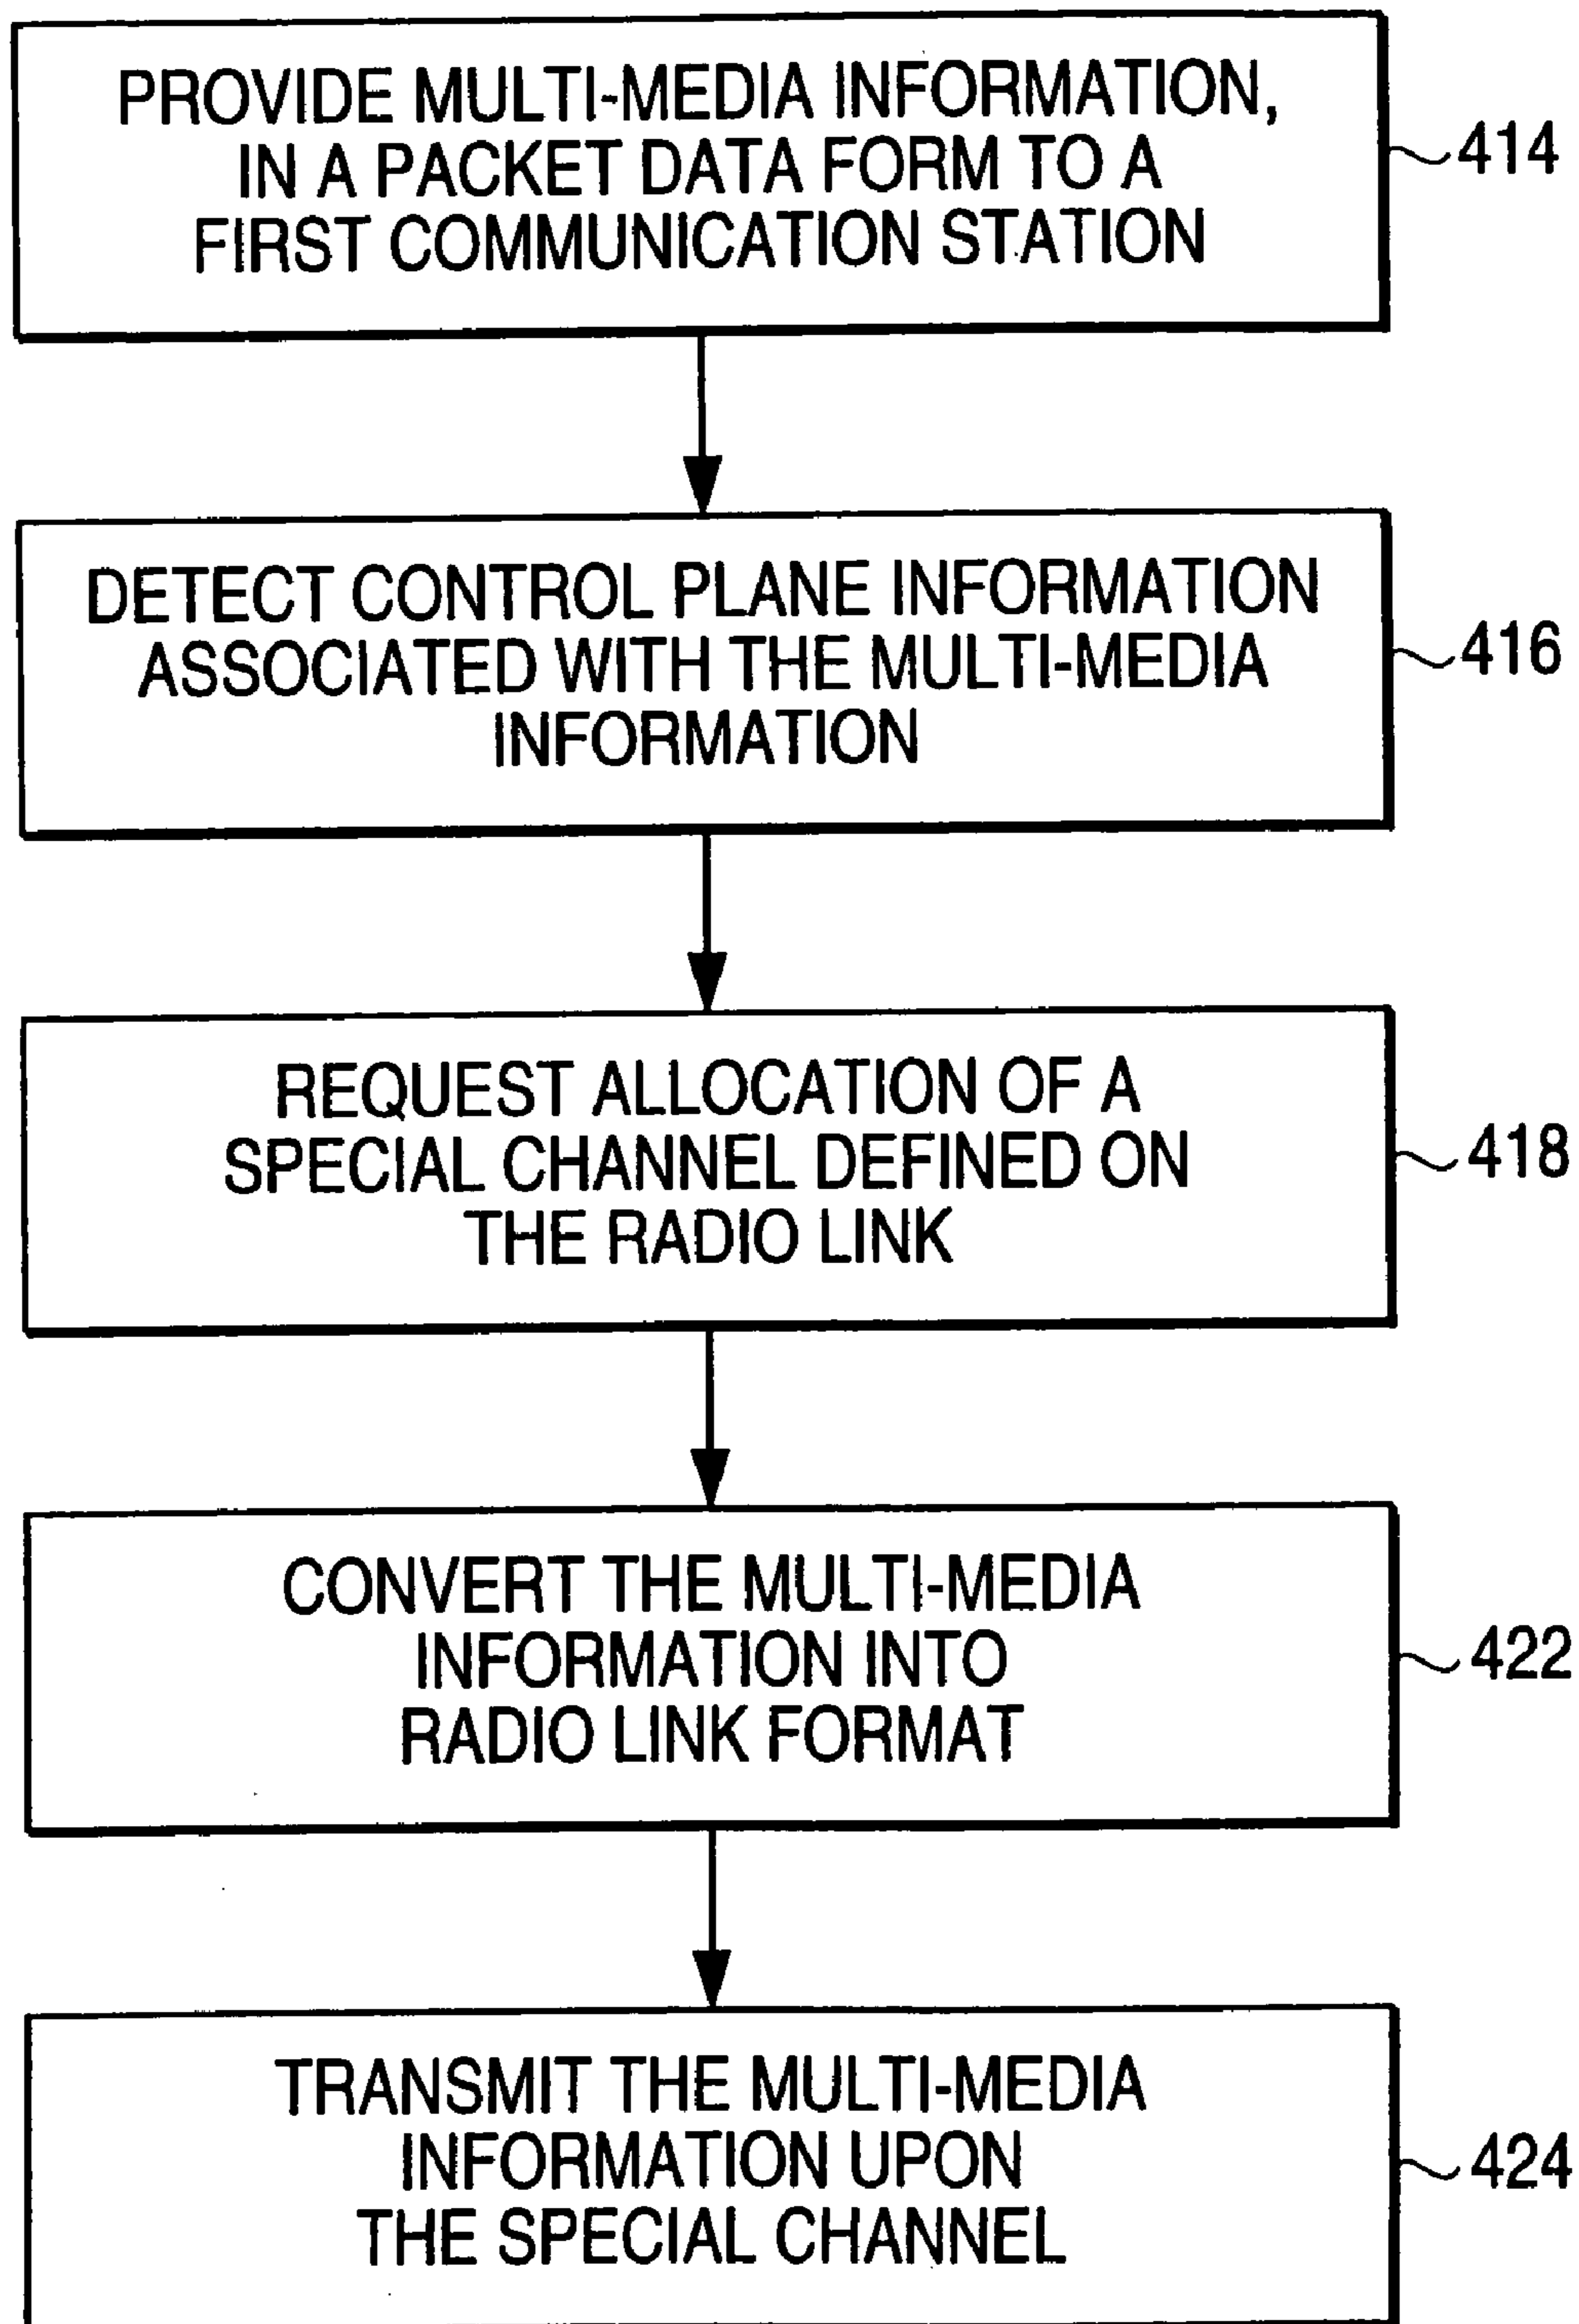 PROVIDE MULTI-MEDIA INFORMATION,
IN A PACKET DATA FORM TO A
FIRST COMMUNICATION STATION
414
DETECT CONTROL PLANE INFORMATION
ASSOCIATED WITH THE MULTI-MEDIA
INFORMATION
416
REQUEST ALLOCATION OF A
SPECIAL CHANNEL DEFINED ON
THE RADIO LINK
418
CONVERT THE MULTI-MEDIA
INFORMATION INTO
RADIO LINK FORMAT
422
TRANSMIT THE MULTI-MEDIA
INFORMATION UPON
THE SPECIAL CHANNEL
424